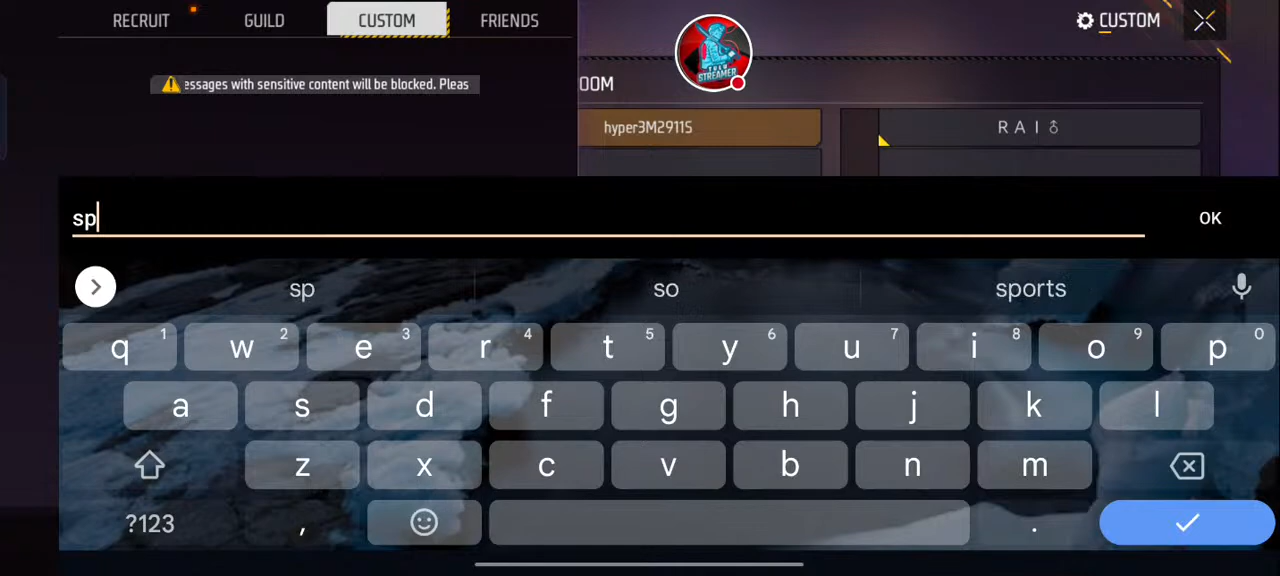 RECRUIT GUILD CUSTOM FRIENDS CUSTOM
essages with sensitive content will be blocked. Pleas
OOM
STREAMER
hyper3M2911S RAI♁
sp OK
sp so sports
q 1 w 2 e 3 r 4 t 5 y 6 u 7 i 8 o 9 p 0
a s d f g h j k l
z x c v b n m
?123 , .